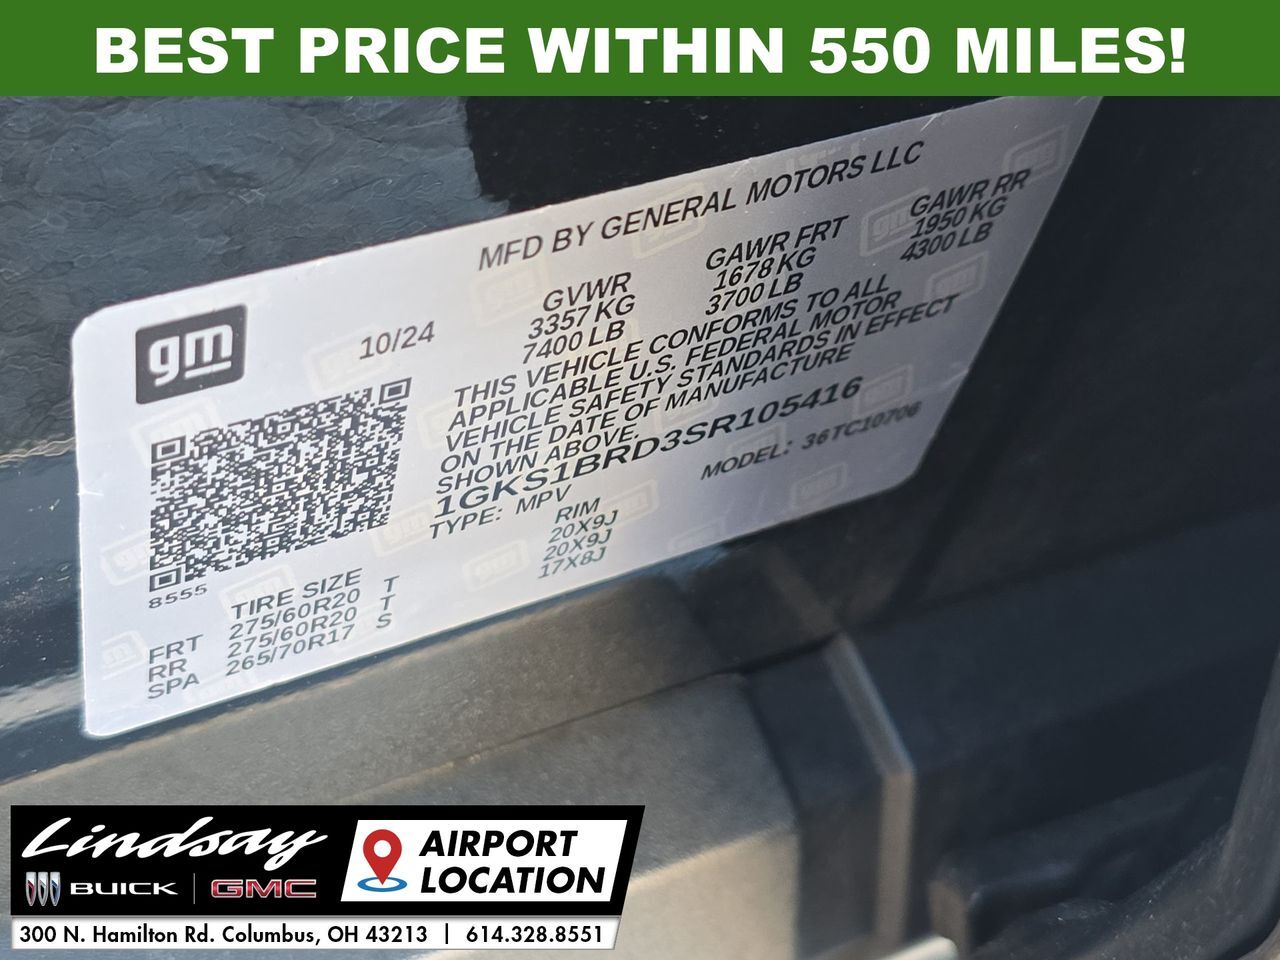 BEST PRICE WITHIN 550 MILES!
MFD BY GENERAL MOTORS LLC
gm
10/24
GVWR
3357 KG
7400 LB
GAWR FRT
1678 KG
3700 LB
GAWR RR
1950 KG
4300 LB
THIS VEHICLE CONFORMS TO ALL
APPLICABLE U.S. FEDERAL MOTOR
VEHICLE SAFETY STANDARDS IN EFFECT
ON THE DATE OF MANUFACTURE
SHOWN ABOVE.
1GKS1BRD3SR105416
TYPE: MPV
MODEL: 36TC10706
8555
TIRE SIZE
RIM
FRT 275/60R20 T 20X9J
RR 275/60R20 T 20X9J
SPA 265/70R17 S 17X8J
Lindsay
BUICK | GMC
AIRPORT
LOCATION
300 N. Hamilton Rd. Columbus, OH 43213 | 614.328.8551